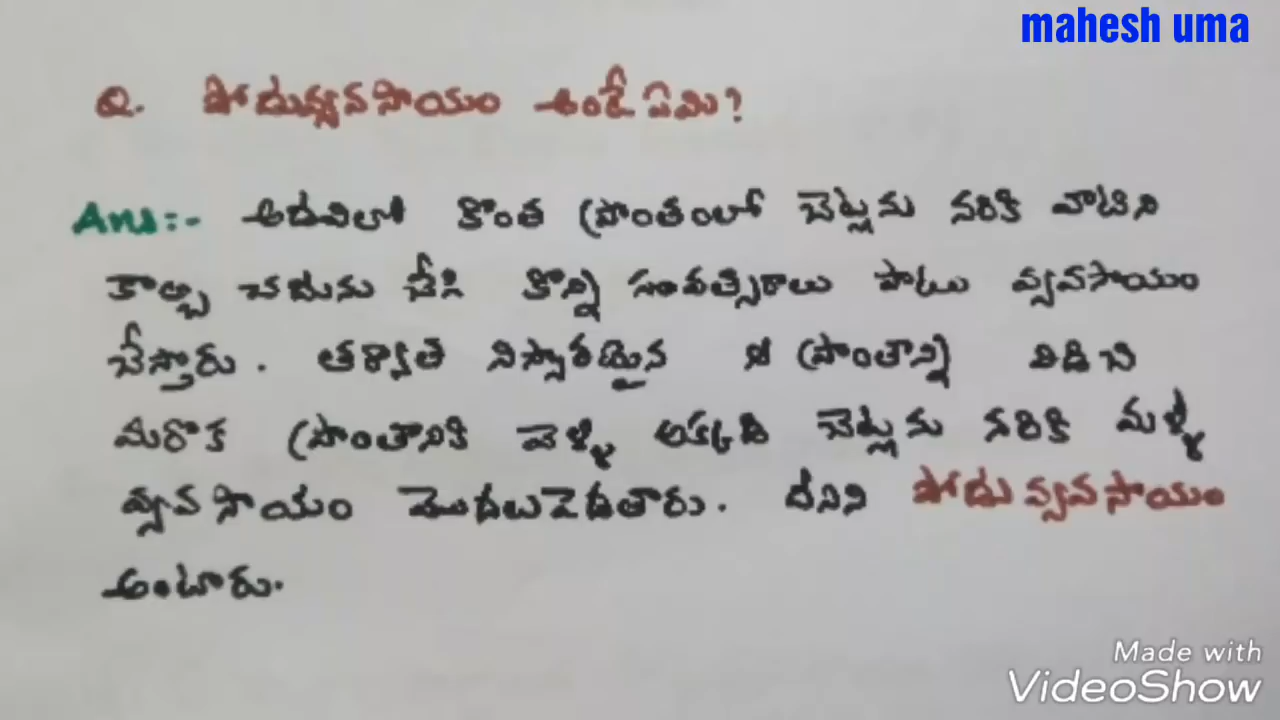 mahesh uma
Q. పోడువ్యవసాయం అంటే ఏమి?
Ans:- అడవిలో కొంత ప్రాంతంలో చెట్లను నరికి వాటిని
కాల్చి చదును చేసి కొన్ని సంవత్సరాలు పాటు వ్యవసాయం
చేస్తారు. తర్వాత నిస్సారమైన ఈ ప్రాంతాన్ని విడిచి
మరొక ప్రాంతానికి వెళ్ళి అక్కడి చెట్లను నరికి మళ్ళీ
వ్యవసాయం మొదలుపెడతారు. దీనిని పోడు వ్యవసాయం
అంటారు.
Made with
VideoShow